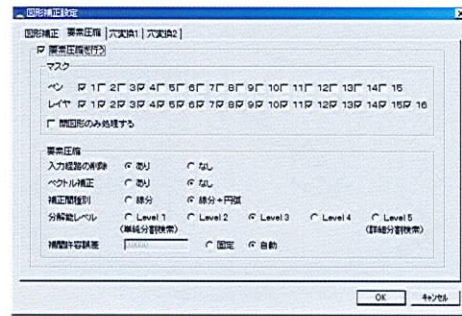 図形補正設定
図形補正 要素圧縮 穴変換1 穴変換2
要素圧縮を行う
マスク
ペン 1 2 3 4 5 6 7 8 9 10 11 12 13 14 15
レイヤ 1 2 3 4 5 6 7 8 9 10 11 12 13 14 15 16
閉図形のみ処理する
要素圧縮
入力経路の削除 あり なし
ベクトル補正 あり なし
補正間種別 線分 線分+円弧
分解能レベル Level 1 Level 2 Level 3 Level 4 Level 5
(単純分割検索) (詳細分割検索)
補間許容誤差 固定 自動
OK キャンセル